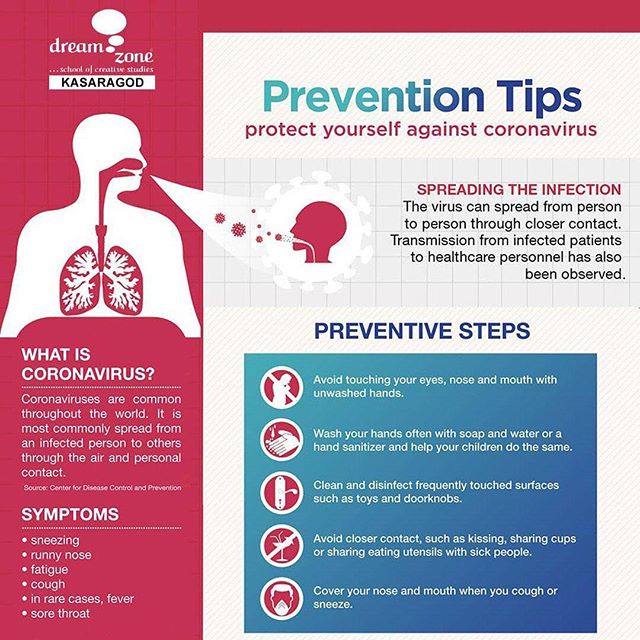 dream zone
...school of creative studies
KASARAGOD
Prevention Tips
protect yourself against coronavirus
SPREADING THE INFECTION
The virus can spread from person
to person through closer contact.
Transmission from infected patients
to healthcare personnel has also
been observed.
WHAT IS
CORONAVIRUS?
Coronaviruses are common
throughout the world. It is
most commonly spread from
an infected person to others
through the air and personal
contact.
Source: Center for Disease Control and Prevention
SYMPTOMS
• sneezing
• runny nose
• fatigue
• cough
• in rare cases, fever
• sore throat
PREVENTIVE STEPS
Avoid touching your eyes, nose and mouth with
unwashed hands.
Wash your hands often with soap and water or a
hand sanitizer and help your children do the same.
Clean and disinfect frequently touched surfaces
such as toys and doorknobs.
Avoid closer contact, such as kissing, sharing cups
or sharing eating utensils with sick people.
Cover your nose and mouth when you cough or
sneeze.